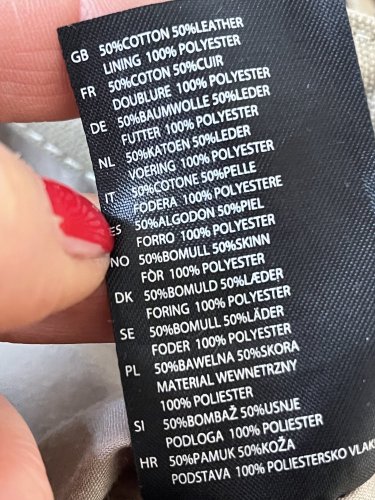 GB 50%COTTON 50%LEATHER
LINING 100% POLYESTER
FR 50%COTON 50%CUIR
DOUBLURE 100% POLYESTER
DE 50%BAUMWOLLE 50%LEDER
FUTTER 100% POLYESTER
NL 50%KATOEN 50%LEDER
VOERING 100% POLYESTER
IT 50%COTONE 50%PELLE
FODERA 100% POLYESTERE
ES 50%ALGODON 50%PIEL
FORRO 100% POLYESTER
NO 50%BOMULL 50%SKINN
FÒR 100% POLYESTER
DK 50%BOMULD 50%LÆDER
FORING 100% POLYESTER
SE 50%BOMULL 50%LÄDER
FODER 100% POLYESTER
PL 50%BAWELNA 50%SKORA
MATERIAL WEWNETRZNY
100% POLIESTER
SI 50%BOMBAŽ 50%USNJE
PODLOGA 100% POLIESTER
HR 50%PAMUK 50%KOŽA
PODSTAVA 100% POLIESTERSKO VLAK